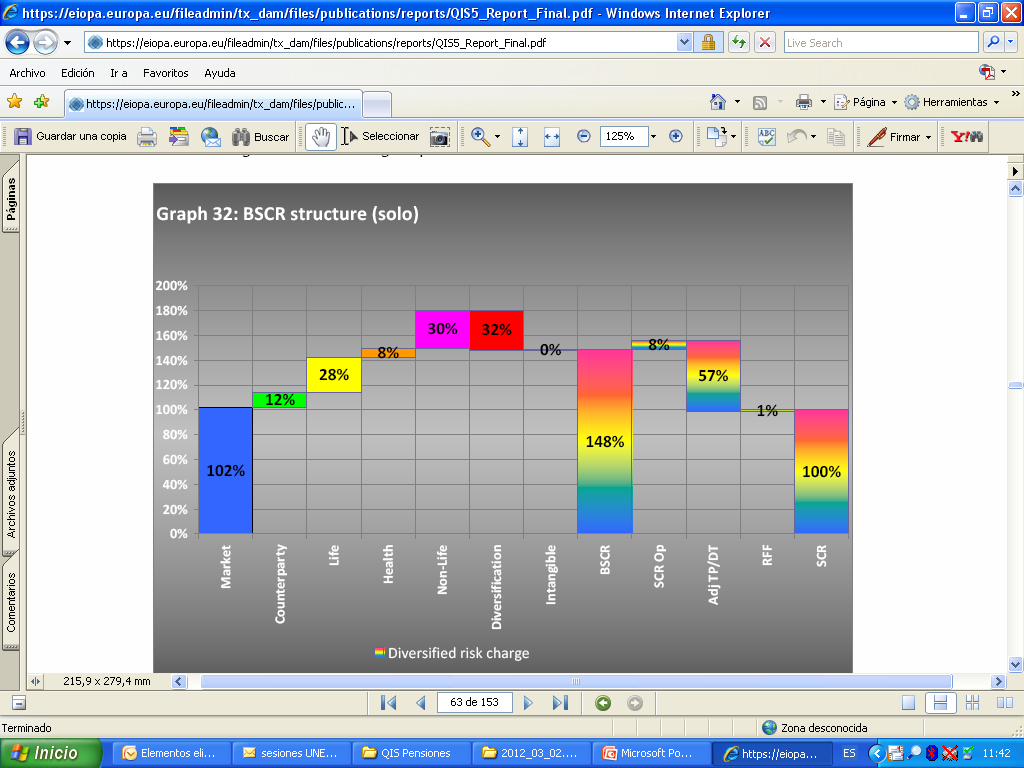 https://eiopa.europa.eu/fileadmin/tx_dam/files/publications/reports/QIS5_Report_Final.pdf - Windows Internet Explorer
https://eiopa.europa.eu/fileadmin/tx_dam/files/publications/reports/QIS5_Report_Final.pdf
Live Search
Archivo Edición Ir a Favoritos Ayuda
https://eiopa.europa.eu/fileadmin/tx_dam/files/public...
Página Herramientas
Guardar una copia Buscar Seleccionar 125% Firmar Y!
Páginas
Archivos adjuntos
Comentarios
Graph 32: BSCR structure (solo)
200%
180%
160%
140%
120%
100%
80%
60%
40%
20%
0%
102%
12%
28%
8%
30%
32%
0%
148%
8%
57%
1%
100%
Market
Counterparty
Life
Health
Non-Life
Diversification
Intangible
BSCR
SCR Op
Adj TP/DT
RFF
SCR
Diversified risk charge
215,9 x 279,4 mm
63 de 153
Terminado Zona desconocida
Inicio Elementos eli... sesiones UNE... QIS Pensiones 2012_03_02.... Microsoft Po... https://eiopa.... ES 11:42